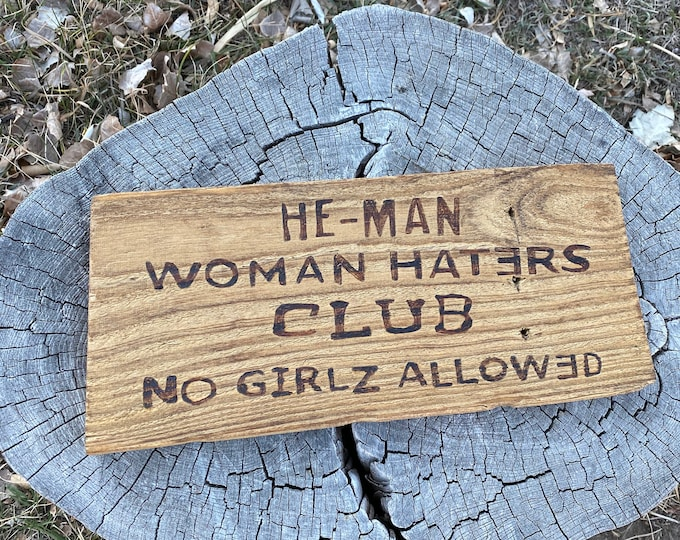 HE-MAN
WOMAN HATƎRS
CLUB
NO GIRLZ ALLOWƎD